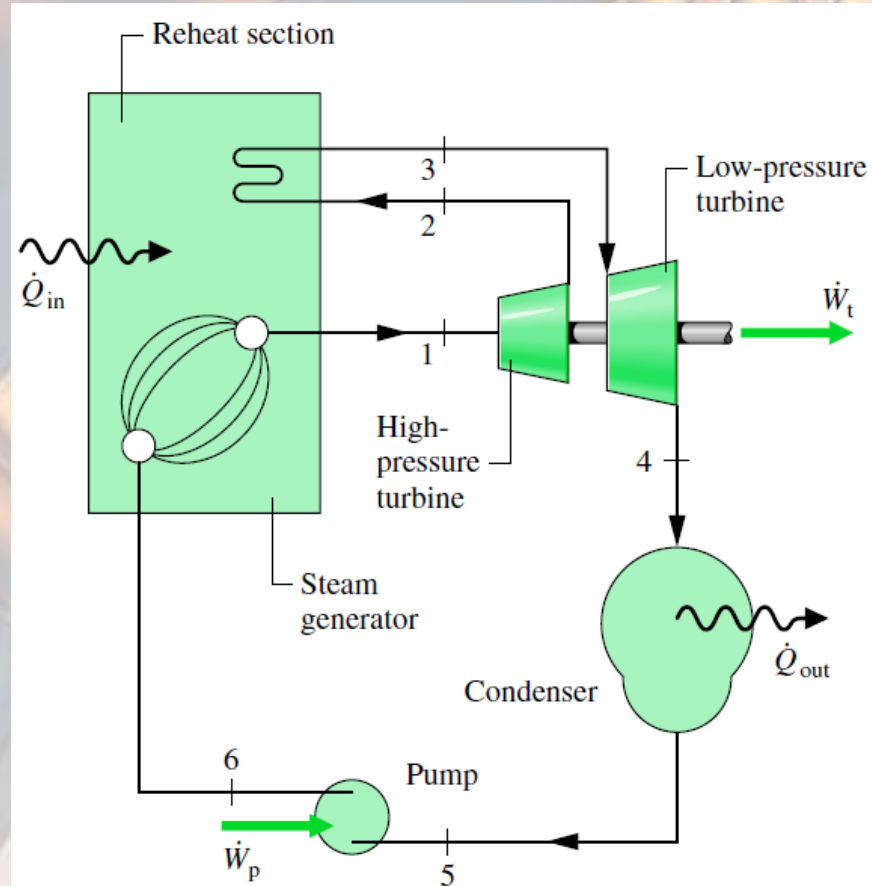 Reheat section
3
2
Low-pressure
turbine
Q̇in
Ẇt
1
High-
pressure
turbine
4
Steam
generator
Q̇out
Condenser
6
Pump
Ẇp
5